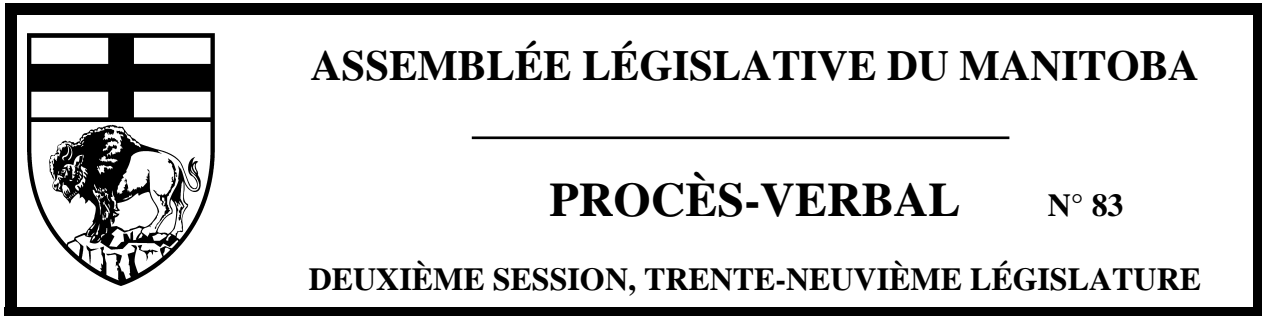 ASSEMBLÉE LÉGISLATIVE DU MANITOBA
PROCÈS-VERBAL N° 83
DEUXIÈME SESSION, TRENTE-NEUVIÈME LÉGISLATURE